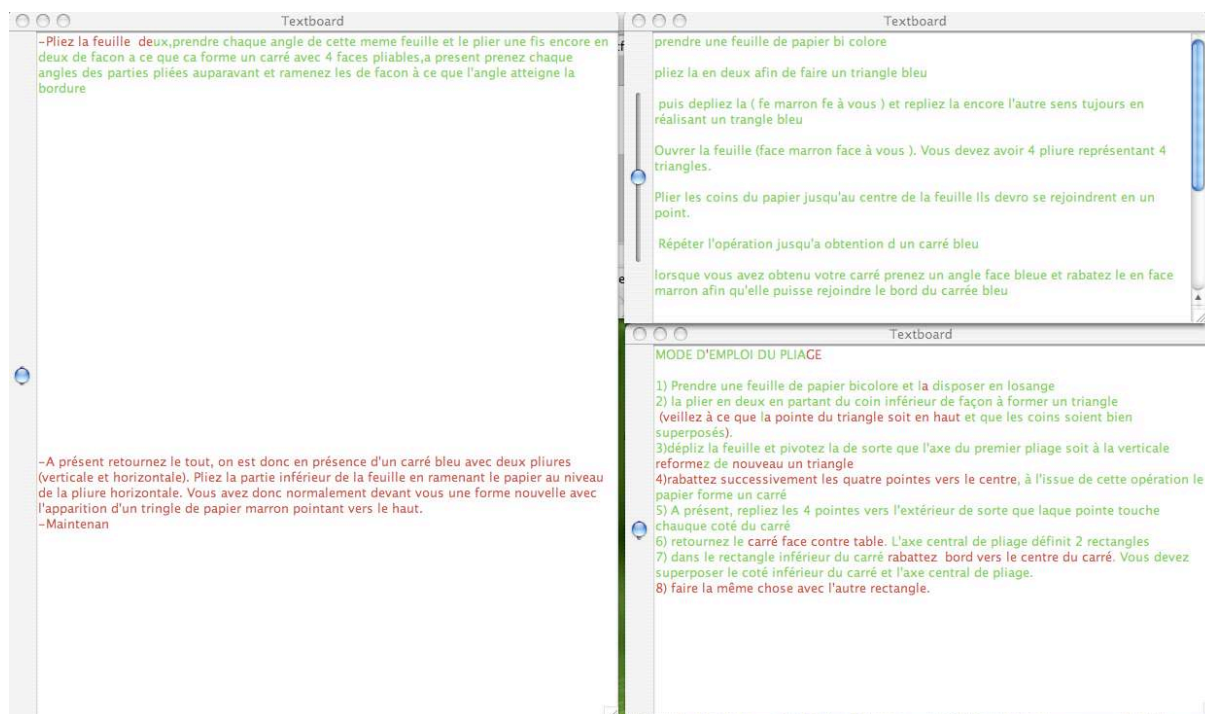 Textboard
-Pliez la feuille  deux,prendre chaque angle de cette meme feuille et le plier une fis encore en
deux de facon a ce que ca forme un carré avec 4 faces pliables,a present prenez chaque
angles des parties pliées auparavant et ramenez les de facon à ce que l'angle atteigne la
bordure
-A présent retournez le tout, on est donc en présence d'un carré bleu avec deux pliures
(verticale et horizontale). Pliez la partie inférieur de la feuille en ramenant le papier au niveau
de la pliure horizontale. Vous avez donc normalement devant vous une forme nouvelle avec
l'apparition d'un tringle de papier marron pointant vers le haut.
-Maintenan
Textboard
prendre une feuille de papier bi colore
pliez la en deux afin de faire un triangle bleu
puis depliez la ( fe marron fe à vous ) et repliez la encore l'autre sens tujours en
réalisant un trangle bleu
Ouvrer la feuille (face marron face à vous ). Vous devez avoir 4 pliure représentant 4
triangles.
Plier les coins du papier jusqu'au centre de la feuille Ils devro se rejoindrent en un
point.
Répéter l'opération jusqu'a obtention d un carré bleu
lorsque vous avez obtenu votre carré prenez un angle face bleue et rabatez le en face
marron afin qu'elle puisse rejoindre le bord du carrée bleu
Textboard
MODE D'EMPLOI DU PLIAGE
1) Prendre une feuille de papier bicolore et la disposer en losange
2) la plier en deux en partant du coin inférieur de façon à former un triangle
(veillez à ce que la pointe du triangle soit en haut et que les coins soient bien
superposés).
3)dépliz la feuille et pivotez la de sorte que l'axe du premier pliage soit à la verticale
reformez de nouveau un triangle
4)rabattez successivement les quatre pointes vers le centre, à l'issue de cette opération le
papier forme un carré
5) A présent, repliez les 4 pointes vers l'extérieur de sorte que laque pointe touche
chauque coté du carré
6) retournez le carré face contre table. L'axe central de pliage définit 2 rectangles
7) dans le rectangle inférieur du carré rabattez  bord vers le centre du carré. Vous devez
superposer le coté inférieur du carré et l'axe central de pliage.
8) faire la même chose avec l'autre rectangle.